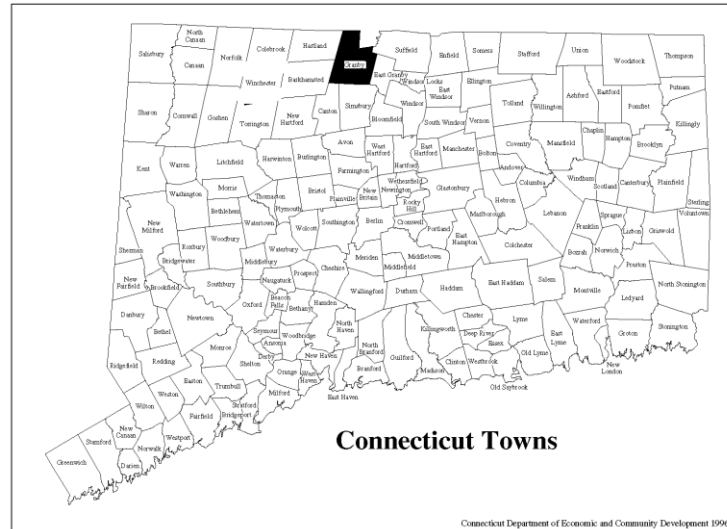 North
Canaan
Salisbury
Canaan
Norfolk
Colebrook
Hartland
Granby
Suffield
Enfield
Somers
Stafford
Union
Woodstock
Thompson
Winchester
Barkhamsted
East Granby
Windsor
Locks
East
Windsor
Ellington
Tolland
Willington
Ashford
Eastford
Pomfret
Putnam
Killingly
Sharon
Cornwall
Goshen
Torrington
New
Hartford
Canton
Simsbury
Bloomfield
Windsor
South Windsor
Vernon
Coventry
Mansfield
Chaplin
Hampton
Brooklyn
Kent
Warren
Litchfield
Harwinton
Burlington
Avon
Farmington
West
Hartford
Hartford
East
Hartford
Manchester
Bolton
Andover
Columbia
Windham
Scotland
Canterbury
Plainfield
Sterling
Washington
Morris
Bethlehem
Thomaston
Plymouth
Bristol
Plainville
New
Britain
Wethersfield
Newington
Rocky
Hill
Glastonbury
Hebron
Marlborough
Lebanon
Sprague
Franklin
Lisbon
Griswold
Voluntown
New
Milford
Sherman
Roxbury
Bridgewater
Woodbury
Watertown
Wolcott
Southington
Berlin
Cromwell
Portland
East
Hampton
Colchester
Bozrah
Norwich
Preston
North Stonington
New
Fairfield
Brookfield
Southbury
Middlebury
Waterbury
Naugatuck
Prospect
Cheshire
Meriden
Middlefield
Middletown
Wallingford
Durham
Haddam
East Haddam
Salem
Montville
Ledyard
Danbury
Bethel
Newtown
Oxford
Beacon
Falls
Bethany
Hamden
Seymour
Ansonia
Woodbridge
North
Haven
North
Branford
Guilford
Killingworth
Chester
Deep River
Essex
Lyme
East
Lyme
Waterford
Groton
Stonington
New
London
Ridgefield
Redding
Monroe
Shelton
Derby
Orange
New Haven
West
Haven
East Haven
Branford
Madison
Clinton
Westbrook
Old Lyme
Old Saybrook
Easton
Trumbull
Milford
Stratford
Bridgeport
Fairfield
Weston
Wilton
Westport
Norwalk
New
Canaan
Darien
Stamford
Greenwich
Connecticut Towns
Connecticut Department of Economic and Community Development